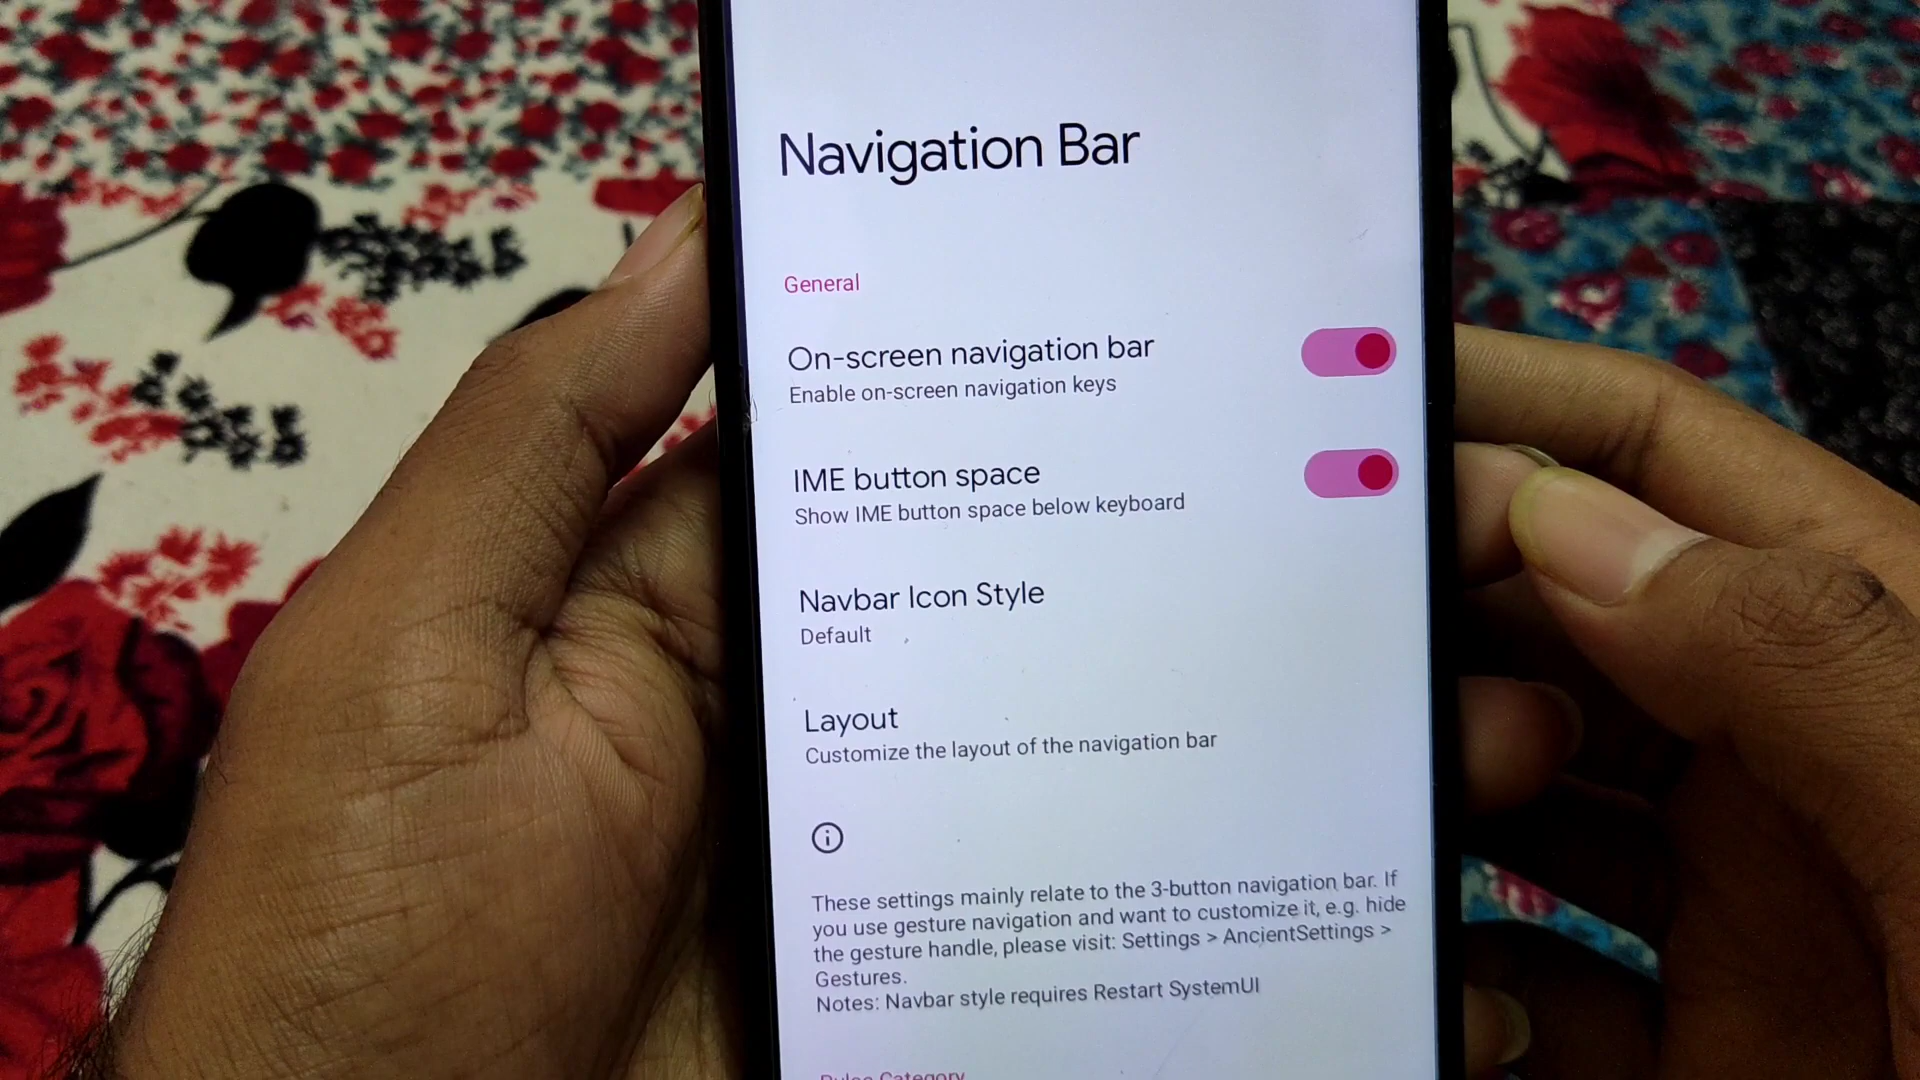 Navigation Bar
General
On-screen navigation bar
Enable on-screen navigation keys
IME button space
Show IME button space below keyboard
Navbar Icon Style
Default
Layout
Customize the layout of the navigation bar
These settings mainly relate to the 3-button navigation bar. If
you use gesture navigation and want to customize it, e.g. hide
the gesture handle, please visit: Settings > AncientSettings >
Gestures.
Notes: Navbar style requires Restart SystemUI
Pulse Category